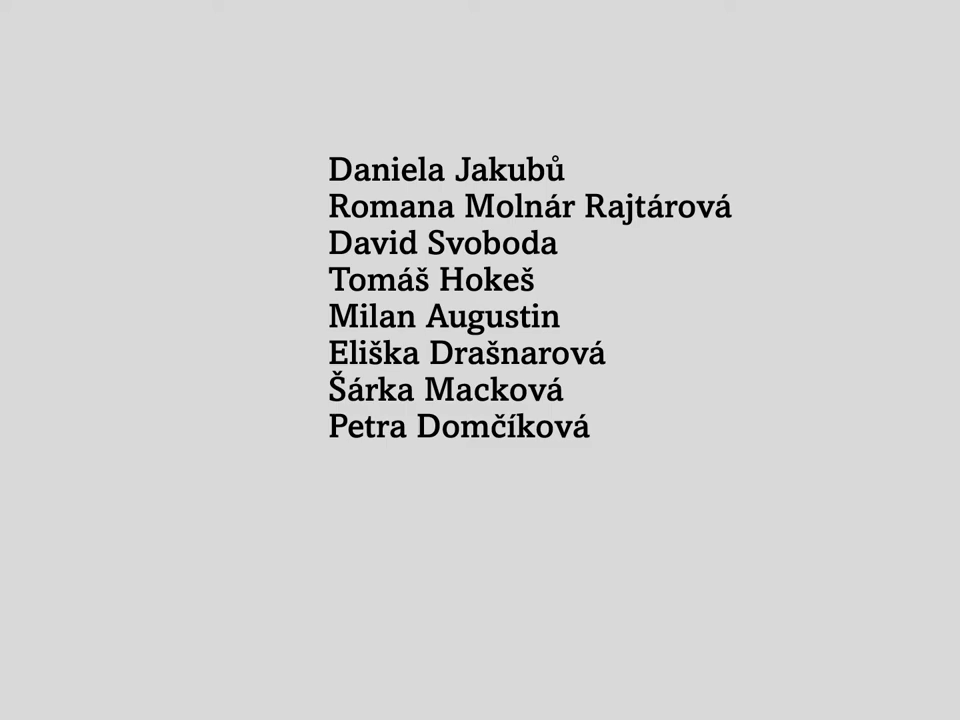 Daniela Jakubů
Romana Molnár Rajtárová
David Svoboda
Tomáš Hokeš
Milan Augustin
Eliška Drašnarová
Šárka Macková
Petra Domčíková